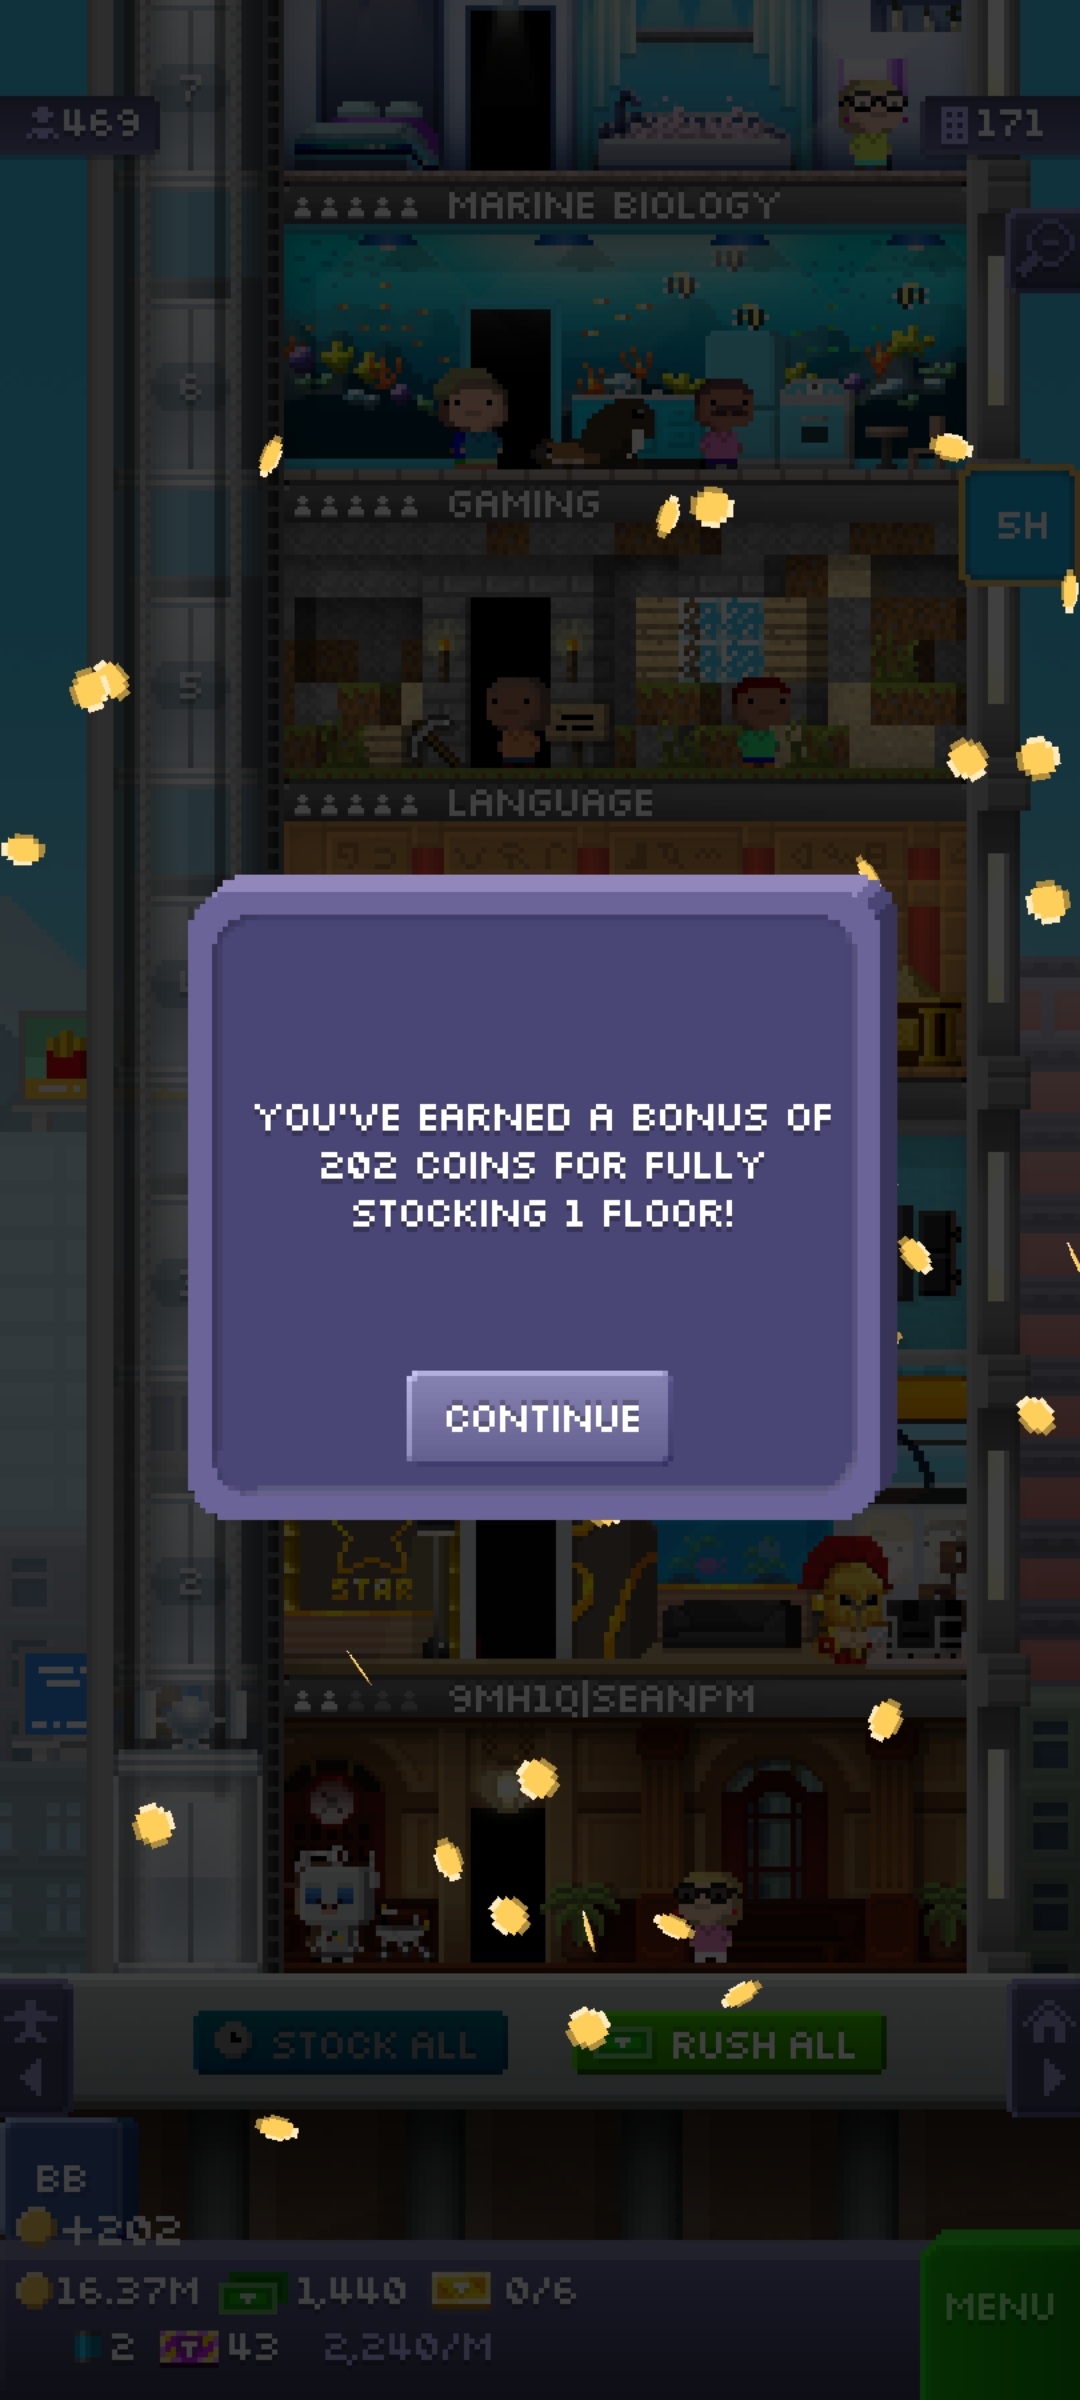 7
469
171
MARINE BIOLOGY
6
GAMING
5H
5
LANGUAGE
YOU'VE EARNED A BONUS OF
202 COINS FOR FULLY
STOCKING 1 FLOOR!
CONTINUE
STAR
2
9MH1Q|SEANPM
STOCK ALL
RUSH ALL
BB
+202
16.37M 1,440 0/6
MENU
2 43 2,240/M